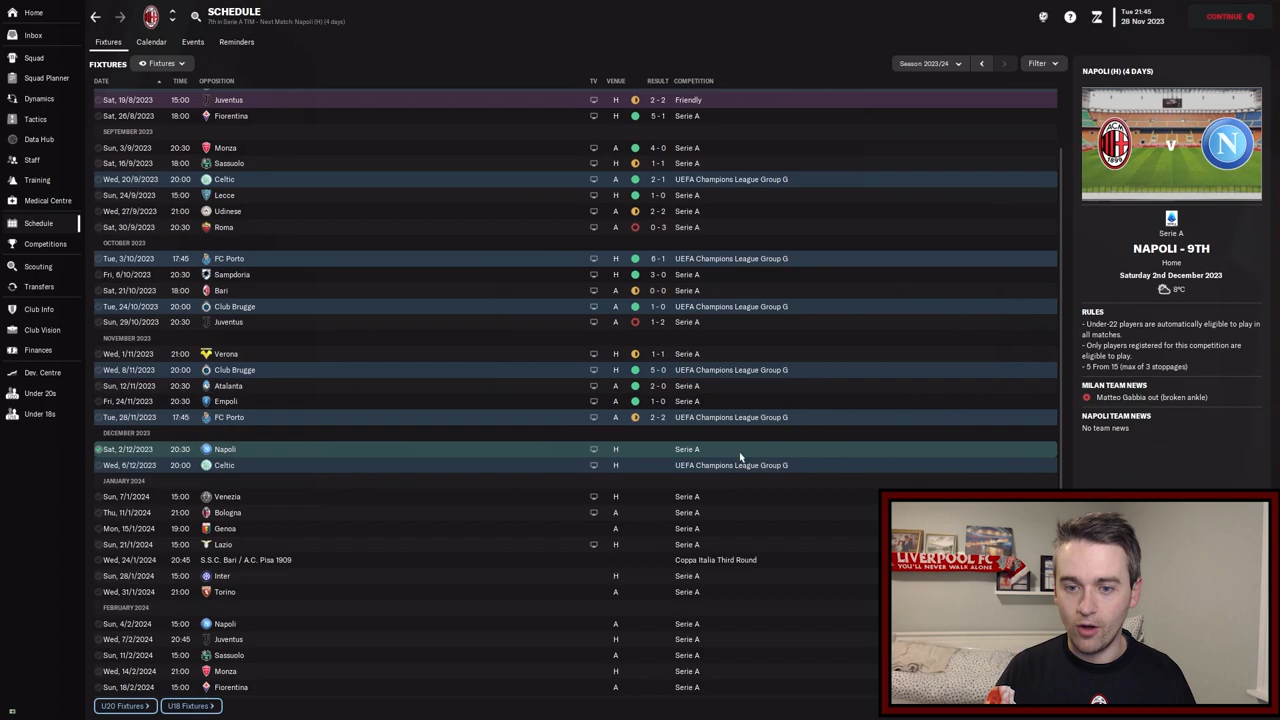 Home
Inbox
Squad
Squad Planner
Dynamics
Tactics
Data Hub
Staff
Training
Medical Centre
Schedule
Competitions
Scouting
Transfers
Club Info
Club Vision
Finances
Dev. Centre
Under 20s
Under 18s
SCHEDULE
7th in Serie A TIM - Next Match: Napoli (H) (4 days)
Tue 21:45
28 Nov 2023
CONTINUE
Fixtures Calendar Events Reminders
FIXTURES Fixtures Season 2023/24 Filter
DATE TIME OPPOSITION TV VENUE RESULT COMPETITION
Sat, 19/8/2023 15:00 Juventus H 2 - 2 Friendly
Sat, 26/8/2023 18:00 Fiorentina H 5 - 1 Serie A
SEPTEMBER 2023
Sun, 3/9/2023 20:30 Monza A 4 - 0 Serie A
Sat, 16/9/2023 18:00 Sassuolo H 1 - 1 Serie A
Wed, 20/9/2023 20:00 Celtic A 2 - 1 UEFA Champions League Group G
Sun, 24/9/2023 15:00 Lecce H 1 - 0 Serie A
Wed, 27/9/2023 21:00 Udinese A 2 - 2 Serie A
Sat, 30/9/2023 20:30 Roma A 0 - 3 Serie A
OCTOBER 2023
Tue, 3/10/2023 17:45 FC Porto H 6 - 1 UEFA Champions League Group G
Fri, 6/10/2023 20:30 Sampdoria H 3 - 0 Serie A
Sat, 21/10/2023 18:00 Bari A 0 - 0 Serie A
Tue, 24/10/2023 20:00 Club Brugge A 1 - 0 UEFA Champions League Group G
Sun, 29/10/2023 20:30 Juventus A 1 - 2 Serie A
NOVEMBER 2023
Wed, 1/11/2023 21:00 Verona H 1 - 1 Serie A
Wed, 8/11/2023 20:00 Club Brugge H 5 - 0 UEFA Champions League Group G
Sun, 12/11/2023 20:30 Atalanta A 2 - 0 Serie A
Fri, 24/11/2023 20:30 Empoli A 1 - 0 Serie A
Tue, 28/11/2023 17:45 FC Porto A 2 - 2 UEFA Champions League Group G
DECEMBER 2023
Sat, 2/12/2023 20:30 Napoli H Serie A
Wed, 6/12/2023 20:00 Celtic H UEFA Champions League Group G
JANUARY 2024
Sun, 7/1/2024 15:00 Venezia H Serie A
Thu, 11/1/2024 21:00 Bologna A Serie A
Mon, 15/1/2024 19:00 Genoa A Serie A
Sun, 21/1/2024 15:00 Lazio H Serie A
Wed, 24/1/2024 20:45 S.S.C. Bari / A.C. Pisa 1909 Coppa Italia Third Round
Sun, 28/1/2024 15:00 Inter H Serie A
Wed, 31/1/2024 21:00 Torino A Serie A
FEBRUARY 2024
Sun, 4/2/2024 15:00 Napoli A Serie A
Wed, 7/2/2024 20:45 Juventus H Serie A
Sun, 11/2/2024 15:00 Sassuolo A Serie A
Wed, 14/2/2024 21:00 Monza H Serie A
Sun, 18/2/2024 15:00 Fiorentina A Serie A
U20 Fixtures > U18 Fixtures >
NAPOLI (H) (4 DAYS)
ACM
1899
V
N
Serie A
NAPOLI - 9TH
Home
Saturday 2nd December 2023
8°C
RULES
- Under-22 players are automatically eligible to play in
all matches.
- Only players registered for this competition are
eligible to play.
- 5 From 15 (max of 3 stoppages)
MILAN TEAM NEWS
Matteo Gabbia out (broken ankle)
NAPOLI TEAM NEWS
No team news
LIVERPOOL FC
YOU'LL NEVER WALK ALONE